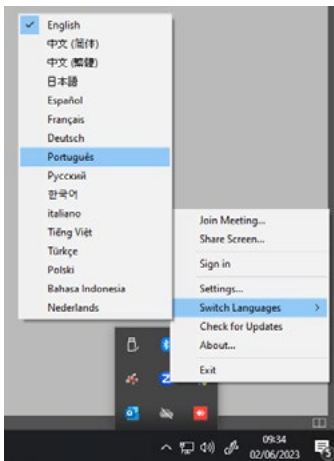 English
中文 (简体)
中文 (繁體)
日本語
Español
Français
Deutsch
Português
Русский
한국어
italiano
Tiếng Việt
Türkçe
Polski
Bahasa Indonesia
Nederlands
Join Meeting...
Share Screen...
Sign in
Settings...
Switch Languages
Check for Updates
About...
Exit
09:34
02/06/2023